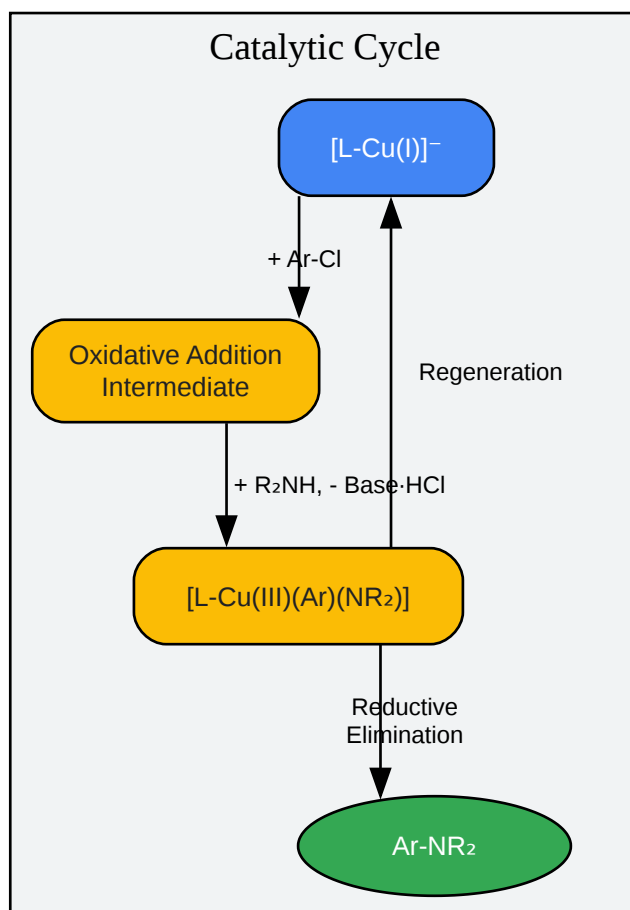 Catalytic Cycle
[L-Cu(I)]⁻
+ Ar-Cl
Oxidative Addition
Intermediate
Regeneration
+ R₂NH, - Base·HCl
[L-Cu(III)(Ar)(NR₂)]
Reductive
Elimination
Ar-NR₂